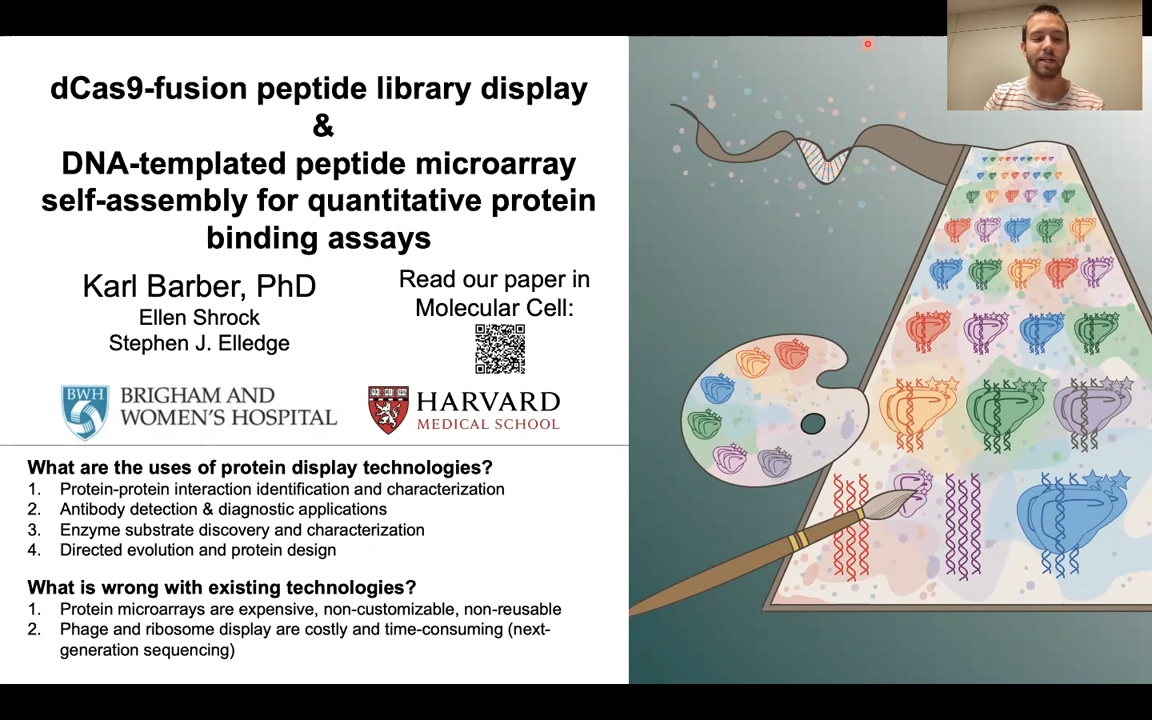 dCas9-fusion peptide library display
&
DNA-templated peptide microarray
self-assembly for quantitative protein
binding assays
Karl Barber, PhD
Ellen Shrock
Stephen J. Elledge
Read our paper in
Molecular Cell:
BWH
BRIGHAM AND
WOMEN'S HOSPITAL
HARVARD
MEDICAL SCHOOL
What are the uses of protein display technologies?
1. Protein-protein interaction identification and characterization
2. Antibody detection & diagnostic applications
3. Enzyme substrate discovery and characterization
4. Directed evolution and protein design
What is wrong with existing technologies?
1. Protein microarrays are expensive, non-customizable, non-reusable
2. Phage and ribosome display are costly and time-consuming (next-
generation sequencing)